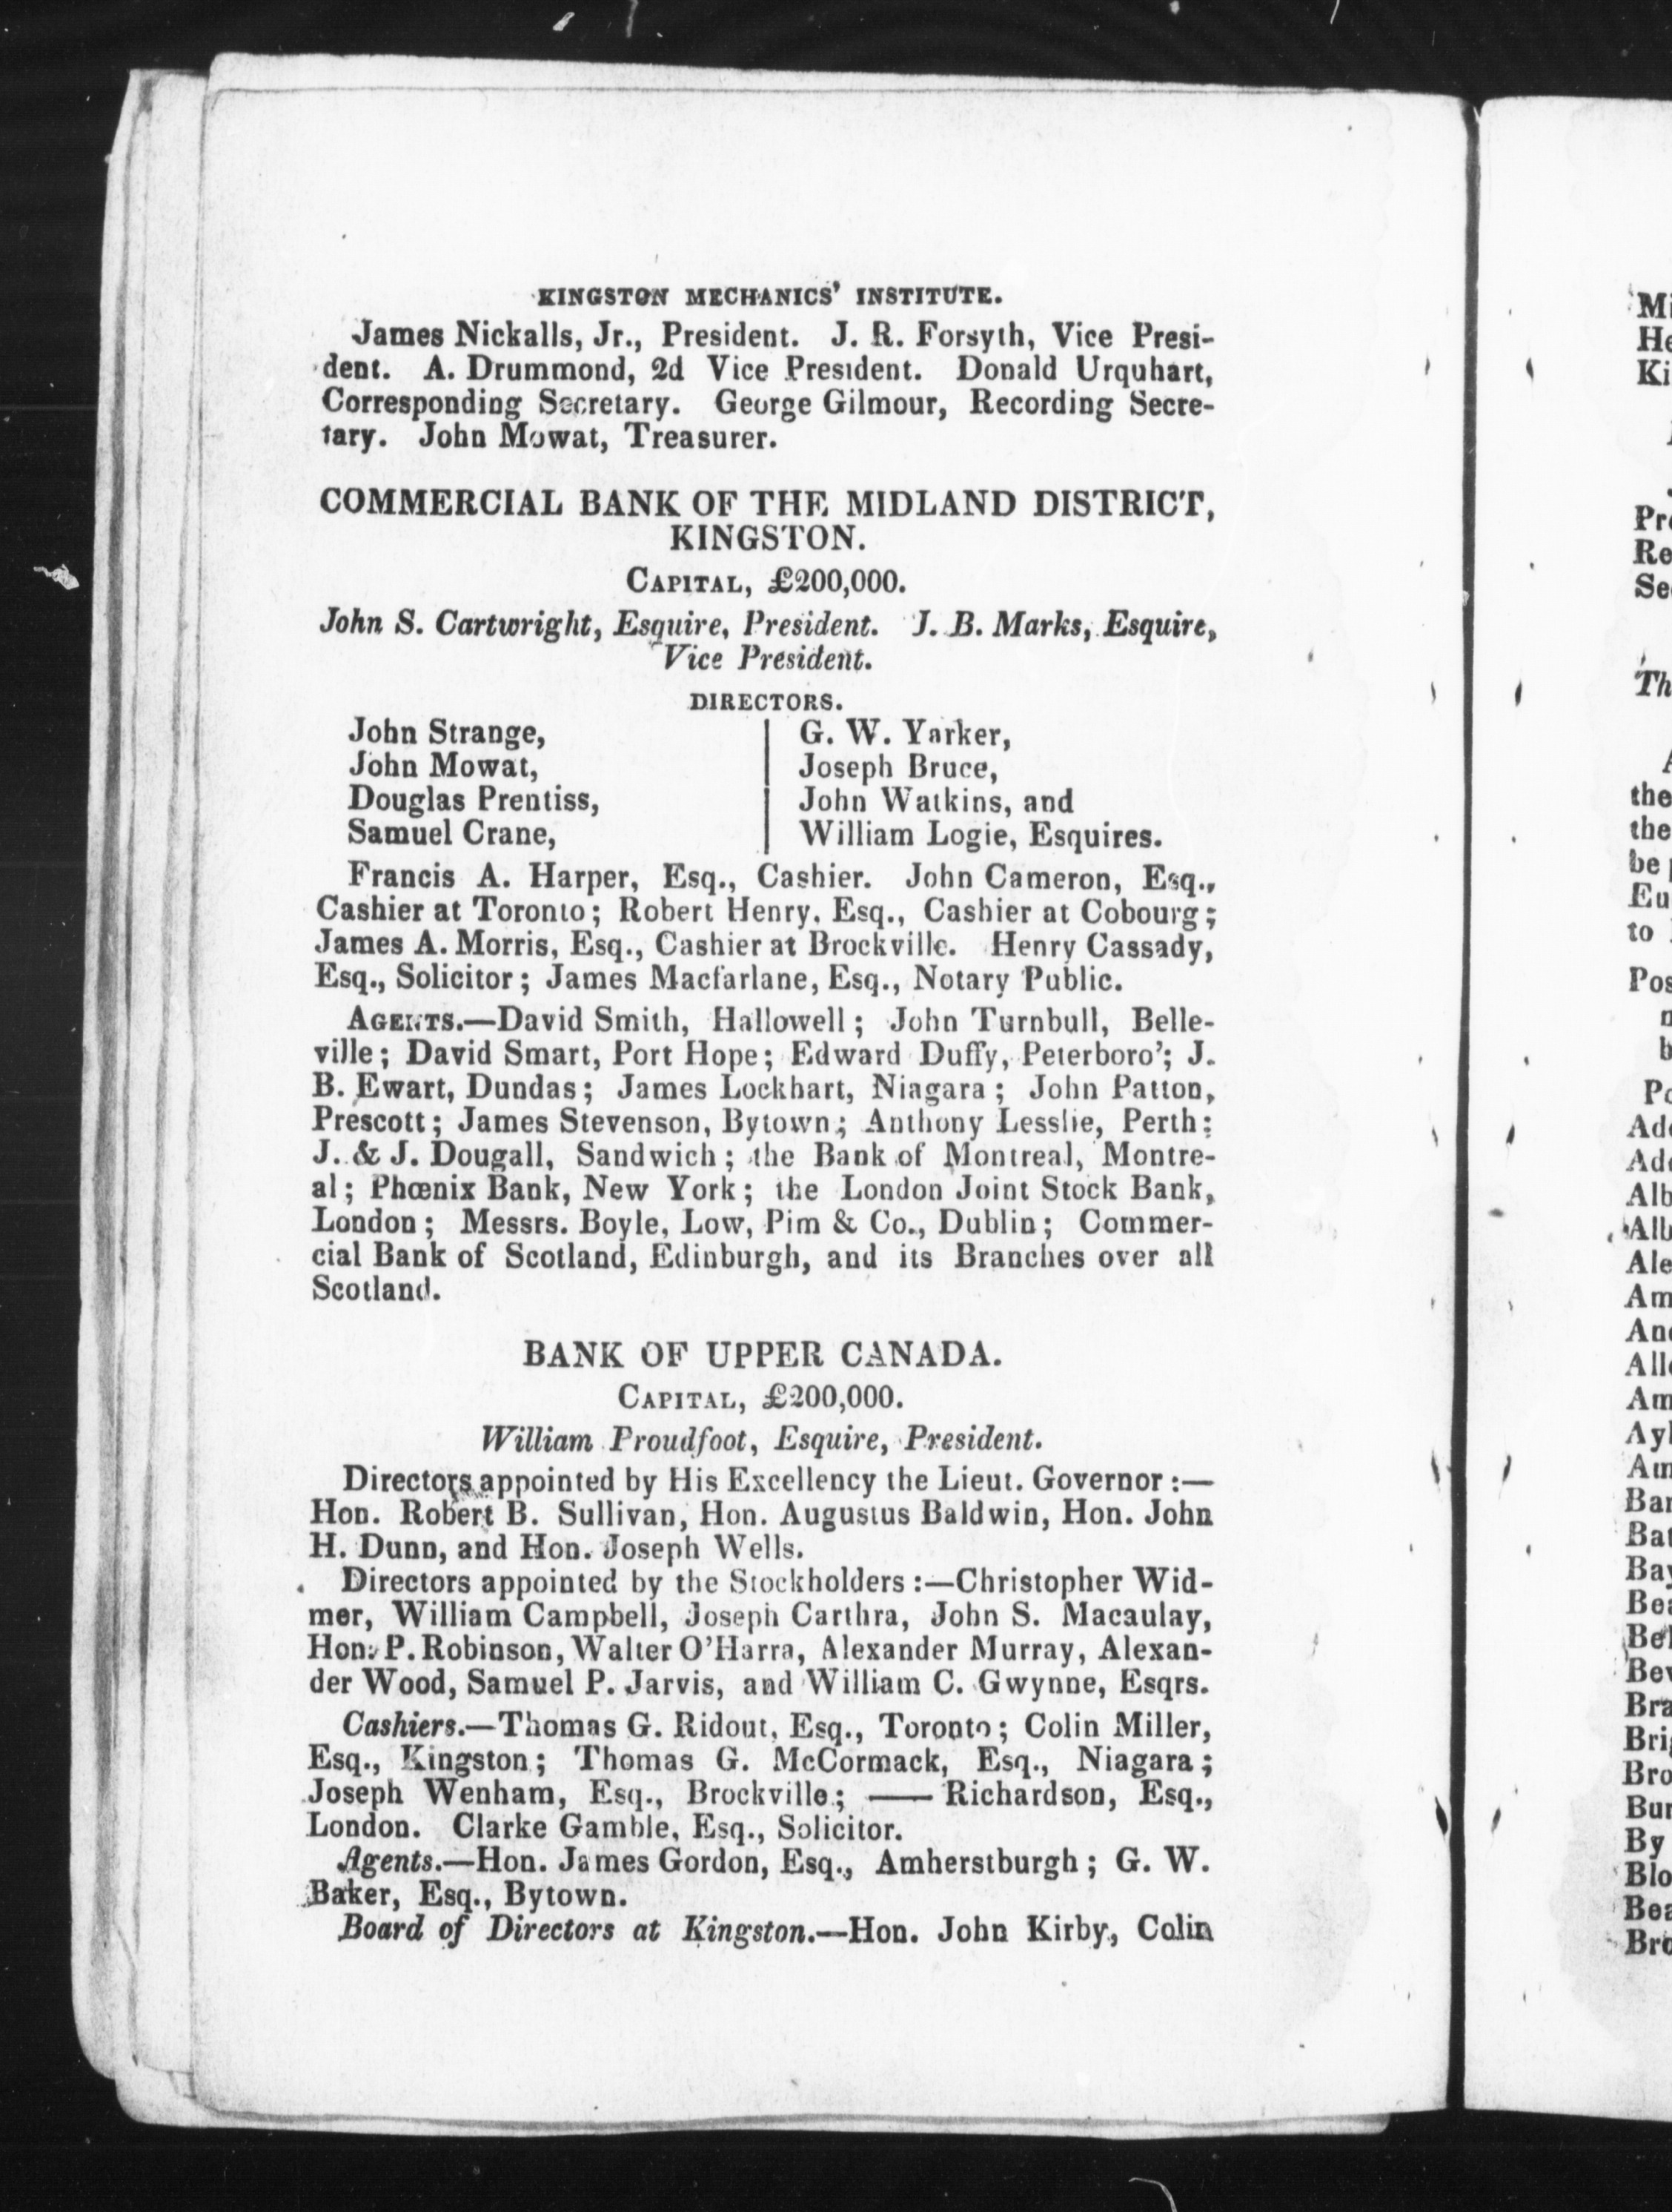 KINGSTON MECHANICS' INSTITUTE.
James Nickalls, Jr., President. J. R. Forsyth, Vice Presi-
dent. A. Drummond, 2d Vice President. Donald Urquhart,
Corresponding Secretary. George Gilmour, Recording Secre-
tary. John Mowat, Treasurer.
COMMERCIAL BANK OF THE MIDLAND DISTRICT,
KINGSTON.
CAPITAL, £200,000.
John S. Cartwright, Esquire, President. J. B. Marks, Esquire,
Vice President.
DIRECTORS.
John Strange,
John Mowat,
Douglas Prentiss,
Samuel Crane,
G. W. Yarker,
Joseph Bruce,
John Watkins, and
William Logie, Esquires.
Francis A. Harper, Esq., Cashier. John Cameron, Esq.,
Cashier at Toronto; Robert Henry, Esq., Cashier at Cobourg;
James A. Morris, Esq., Cashier at Brockville. Henry Cassady,
Esq., Solicitor; James Macfarlane, Esq., Notary Public.
AGENTS.—David Smith, Hallowell; John Turnbull, Belle-
ville; David Smart, Port Hope; Edward Duffy, Peterboro'; J.
B. Ewart, Dundas; James Lockhart, Niagara; John Patton,
Prescott; James Stevenson, Bytown; Anthony Lesslie, Perth;
J. & J. Dougall, Sandwich; the Bank of Montreal, Montre-
al; Phœnix Bank, New York; the London Joint Stock Bank,
London; Messrs. Boyle, Low, Pim & Co., Dublin; Commer-
cial Bank of Scotland, Edinburgh, and its Branches over all
Scotland.
BANK OF UPPER CANADA.
CAPITAL, £200,000.
William Proudfoot, Esquire, President.
Directors appointed by His Excellency the Lieut. Governor:—
Hon. Robert B. Sullivan, Hon. Augustus Baldwin, Hon. John
H. Dunn, and Hon. Joseph Wells.
Directors appointed by the Stockholders:—Christopher Wid-
mer, William Campbell, Joseph Carthra, John S. Macaulay,
Hon. P. Robinson, Walter O'Harra, Alexander Murray, Alexan-
der Wood, Samuel P. Jarvis, and William C. Gwynne, Esqrs.
Cashiers.—Thomas G. Ridout, Esq., Toronto; Colin Miller,
Esq., Kingston; Thomas G. McCormack, Esq., Niagara;
Joseph Wenham, Esq., Brockville; —— Richardson, Esq.,
London. Clarke Gamble, Esq., Solicitor.
Agents.—Hon. James Gordon, Esq., Amherstburgh; G. W.
Baker, Esq., Bytown.
Board of Directors at Kingston.—Hon. John Kirby, Colin